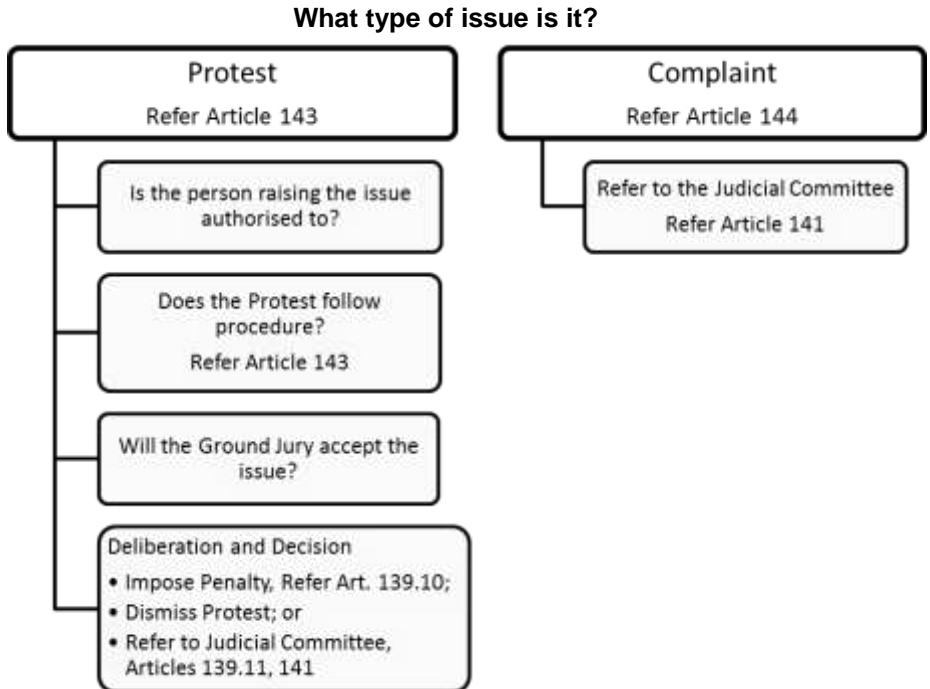 What type of issue is it?
Protest
Refer Article 143
Is the person raising the issue
authorised to?
Does the Protest follow
procedure?
Refer Article 143
Will the Ground Jury accept the
issue?
Deliberation and Decision
• Impose Penalty, Refer Art. 139.10;
• Dismiss Protest; or
• Refer to Judicial Committee,
Articles 139.11, 141
Complaint
Refer Article 144
Refer to the Judicial Committee
Refer Article 141